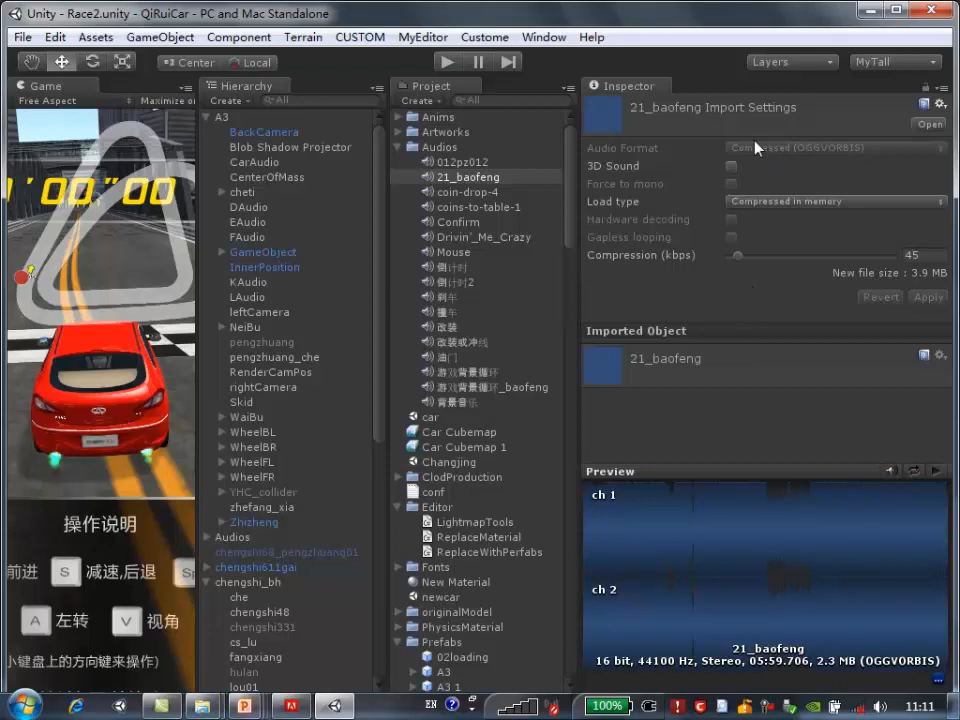 Unity - Race2.unity - QiRuiCar - PC and Mac Standalone
File Edit Assets GameObject Component Terrain CUSTOM MyEditor Custome Window Help
Center Local Layers MyTall
Game
Free Aspect Maximize
1'00."00
操作说明
前进 S 减速,后退 Sp
A 左转 V 视角
小键盘上的方向键来操作)
Hierarchy
Create All
A3
BackCamera
Blob Shadow Projector
CarAudio
CenterOfMass
cheti
DAudio
EAudio
FAudio
GameObject
InnerPosition
KAudio
LAudio
leftCamera
NeiBu
pengzhuang
pengzhuang_che
RenderCamPos
rightCamera
Skid
WaiBu
WheelBL
WheelBR
WheelFL
WheelFR
YHC_collider
zhefang_xia
Zhizheng
Audios
chengshi68_pengzhuang01
chengshi611gai
chengshi_bh
che
chengshi48
chengshi331
cs_lu
fangxiang
lou01
Project
Create All
Anims
Artworks
Audios
012pz012
21_baofeng
coin-drop-4
coins-to-table-1
Confirm
Drivin'_Me_Crazy
Mouse
倒计时
倒计时2
刹车
撞车
改装
改装或冲线
油门
游戏背景循环
游戏背景循环_baofeng
背景音乐
car
Car Cubemap
Car Cubemap 1
Changjing
ClodProduction
conf
Editor
LightmapTools
ReplaceMaterial
ReplaceWithPerfabs
Fonts
New Material
newcar
originalModel
PhysicsMaterial
Prefabs
02loading
A3
A3 1
Inspector
21_baofeng Import Settings
Open
Audio Format Compressed (OGGVORBIS)
3D Sound
Force to mono
Load type Compressed in memory
Hardware decoding
Gapless looping
Compression (kbps) 45
New file size : 3.9 MB
Revert Apply
Imported Object
21_baofeng
Preview
ch 1
ch 2
21_baofeng
16 bit, 44100 Hz, Stereo, 05:59.706, 2.3 MB (OGGVORBIS)
EN 100% 11:11